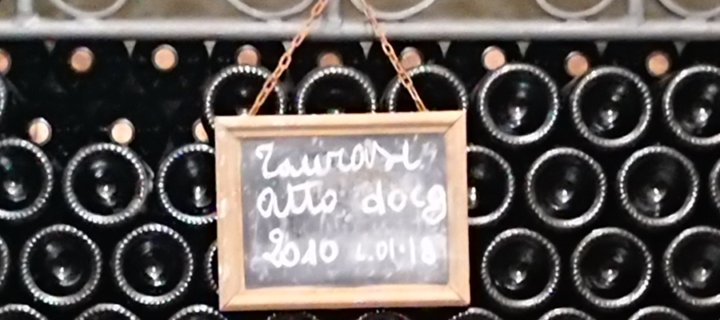 Taurasi
atto docg
2010 L.01.18